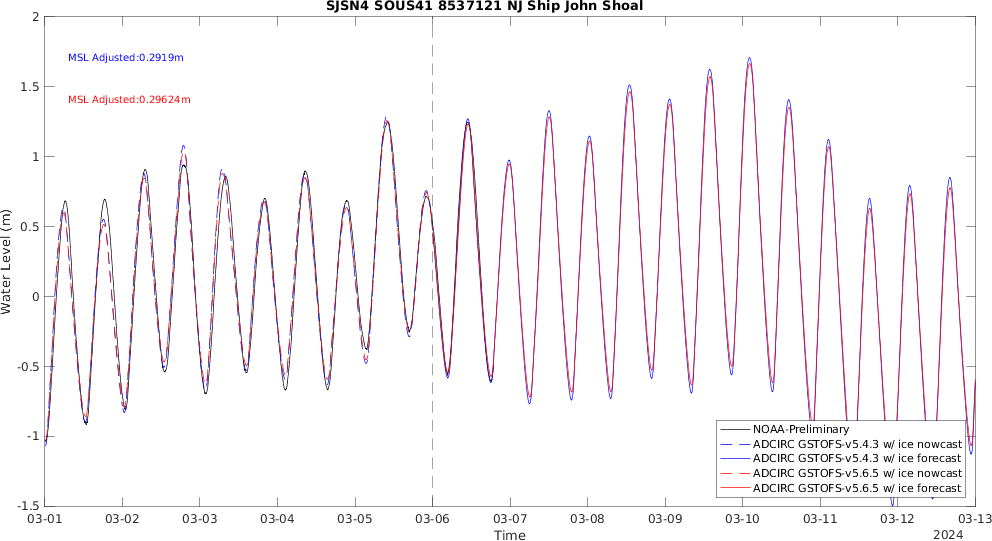 SJSN4 SOUS41 8537121 NJ Ship John Shoal
MSL Adjusted:0.2919m
MSL Adjusted:0.29624m
Water Level (m)
2
1.5
1
0.5
0
-0.5
-1
-1.5
NOAA-Preliminary
ADCIRC GSTOFS-v5.4.3 w/ ice nowcast
ADCIRC GSTOFS-v5.4.3 w/ ice forecast
ADCIRC GSTOFS-v5.6.5 w/ ice nowcast
ADCIRC GSTOFS-v5.6.5 w/ ice forecast
03-01 03-02 03-03 03-04 03-05 03-06 03-07 03-08 03-09 03-10 03-11 03-12 03-13
Time
2024